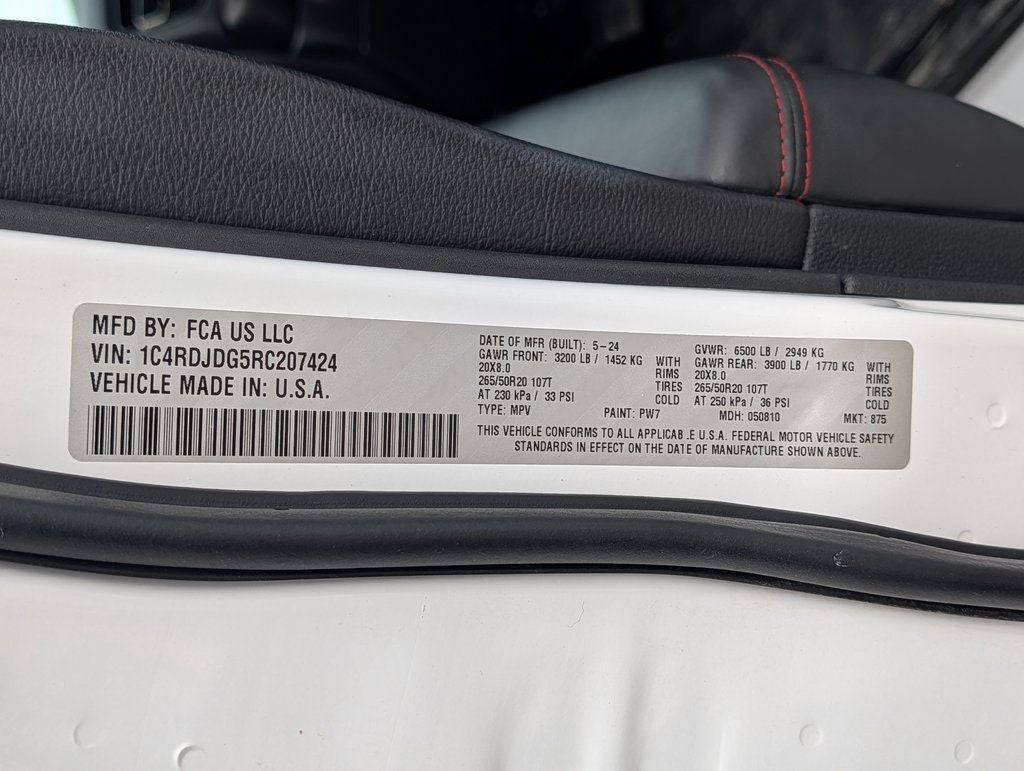 MFD BY: FCA US LLC
VIN: 1C4RDJDG5RC207424
VEHICLE MADE IN: U.S.A.
DATE OF MFR (BUILT): 5-24
GAWR FRONT: 3200 LB / 1452 KG WITH
20X8.0 RIMS
265/50R20 107T TIRES
AT 230 kPa / 33 PSI COLD
TYPE: MPV PAINT: PW7
GVWR: 6500 LB / 2949 KG
GAWR REAR: 3900 LB / 1770 KG WITH
20X8.0 RIMS
265/50R20 107T TIRES
AT 250 kPa / 36 PSI COLD
MDH: 050810 MKT: 875
THIS VEHICLE CONFORMS TO ALL APPLICAB.E U.S.A. FEDERAL MOTOR VEHICLE SAFETY
STANDARDS IN EFFECT ON THE DATE OF MANUFACTURE SHOWN ABOVE.